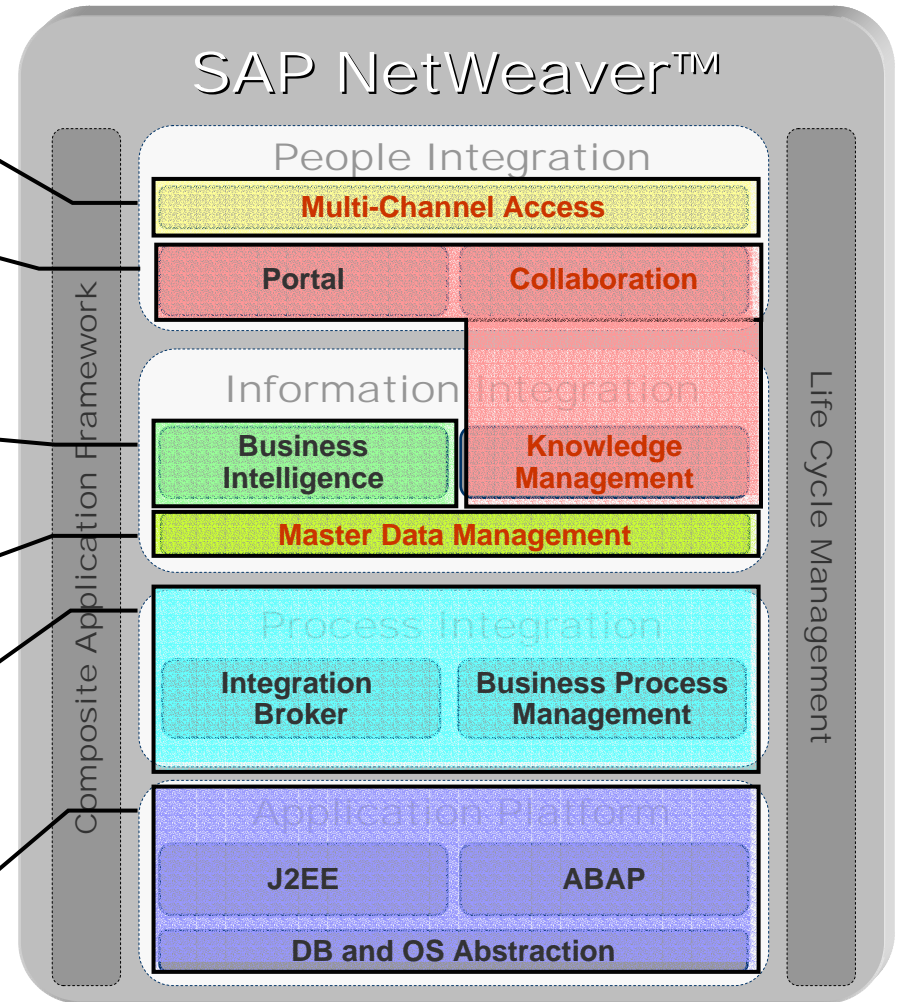 SAP NetWeaver™
Composite Application Framework
People Integration
Multi-Channel Access
Portal
Collaboration
Information Integration
Business
Intelligence
Knowledge
Management
Master Data Management
Process Integration
Integration
Broker
Business Process
Management
Application Platform
J2EE
ABAP
DB and OS Abstraction
Life Cycle Management